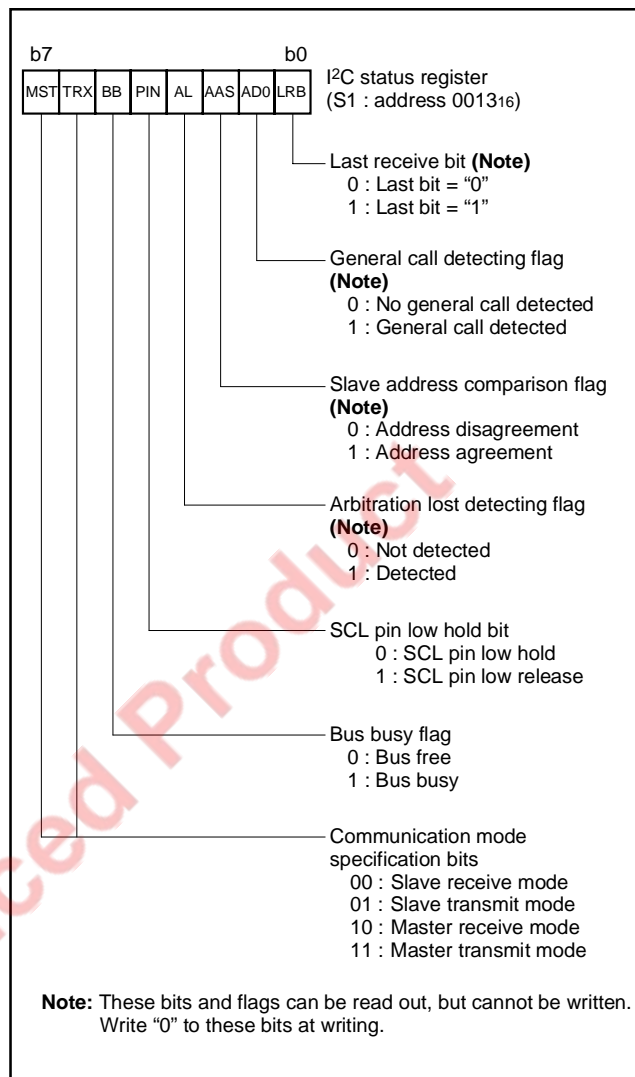 b7 b0
MST TRX BB PIN AL AAS AD0 LRB
I²C status register
(S1 : address 001316)
Last receive bit (Note)
0 : Last bit = “0”
1 : Last bit = “1”
General call detecting flag
(Note)
0 : No general call detected
1 : General call detected
Slave address comparison flag
(Note)
0 : Address disagreement
1 : Address agreement
Arbitration lost detecting flag
(Note)
0 : Not detected
1 : Detected
SCL pin low hold bit
0 : SCL pin low hold
1 : SCL pin low release
Bus busy flag
0 : Bus free
1 : Bus busy
Communication mode
specification bits
00 : Slave receive mode
01 : Slave transmit mode
10 : Master receive mode
11 : Master transmit mode
Note: These bits and flags can be read out, but cannot be written.
Write “0” to these bits at writing.
ced Product